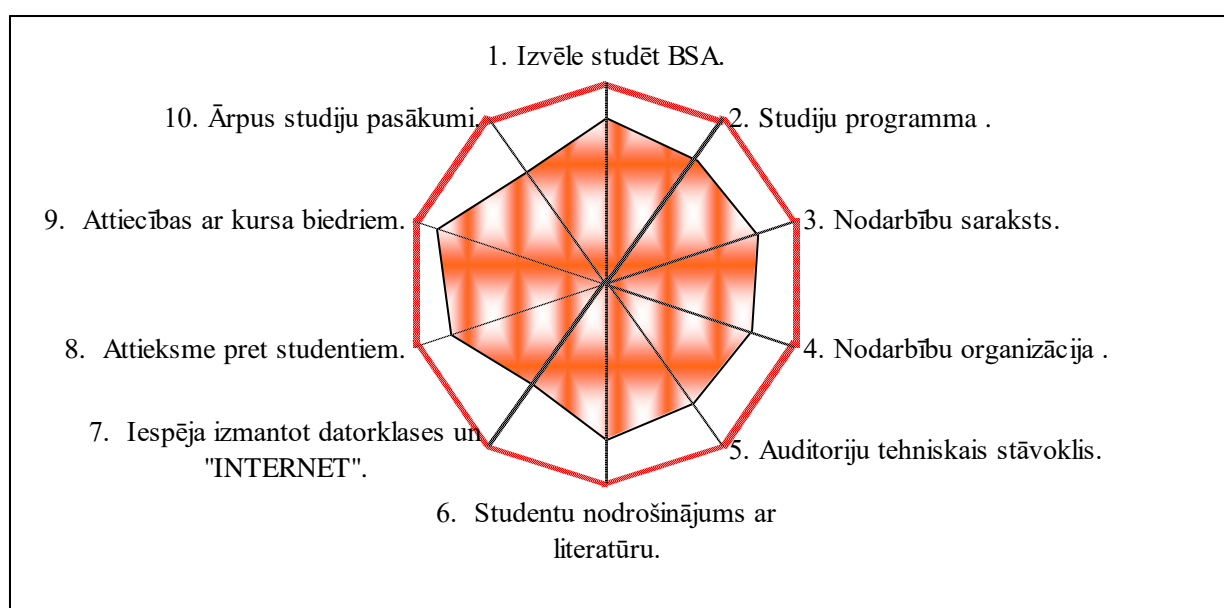 1. Izvēle studēt BSA.
2. Studiju programma .
3. Nodarbību saraksts.
4. Nodarbību organizācija .
5. Auditoriju tehniskais stāvoklis.
6. Studentu nodrošinājums ar
literatūru.
7. Iespēja izmantot datorklases un
"INTERNET".
8. Attieksme pret studentiem.
9. Attiecības ar kursa biedriem.
10. Ārpus studiju pasākumi.